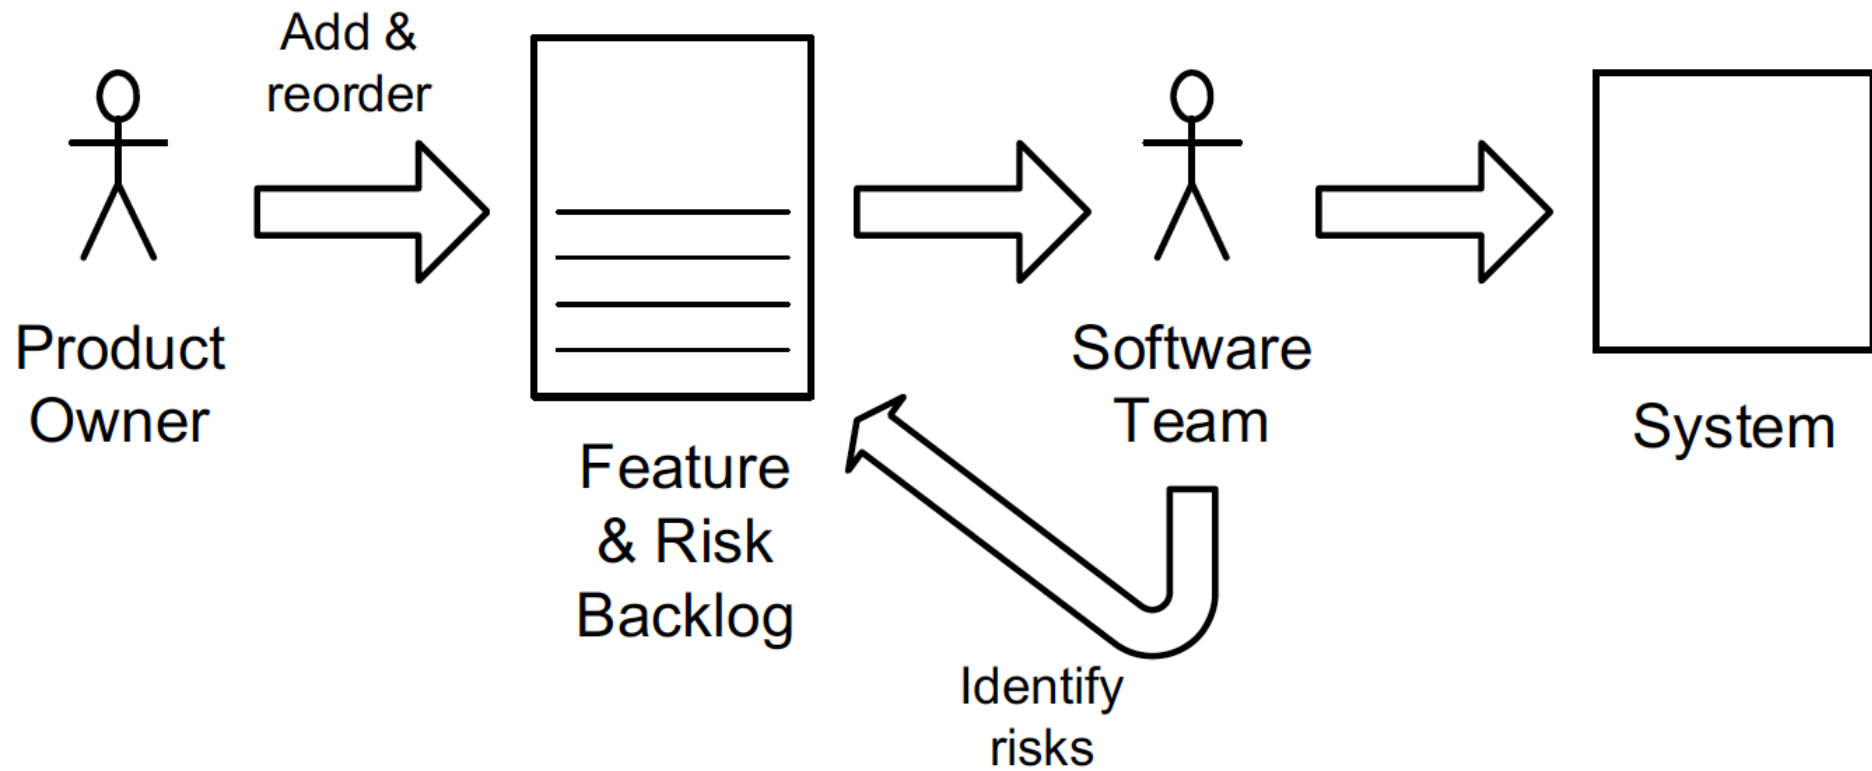 Add &
reorder
Product
Owner
Feature
& Risk
Backlog
Software
Team
System
Identify
risks